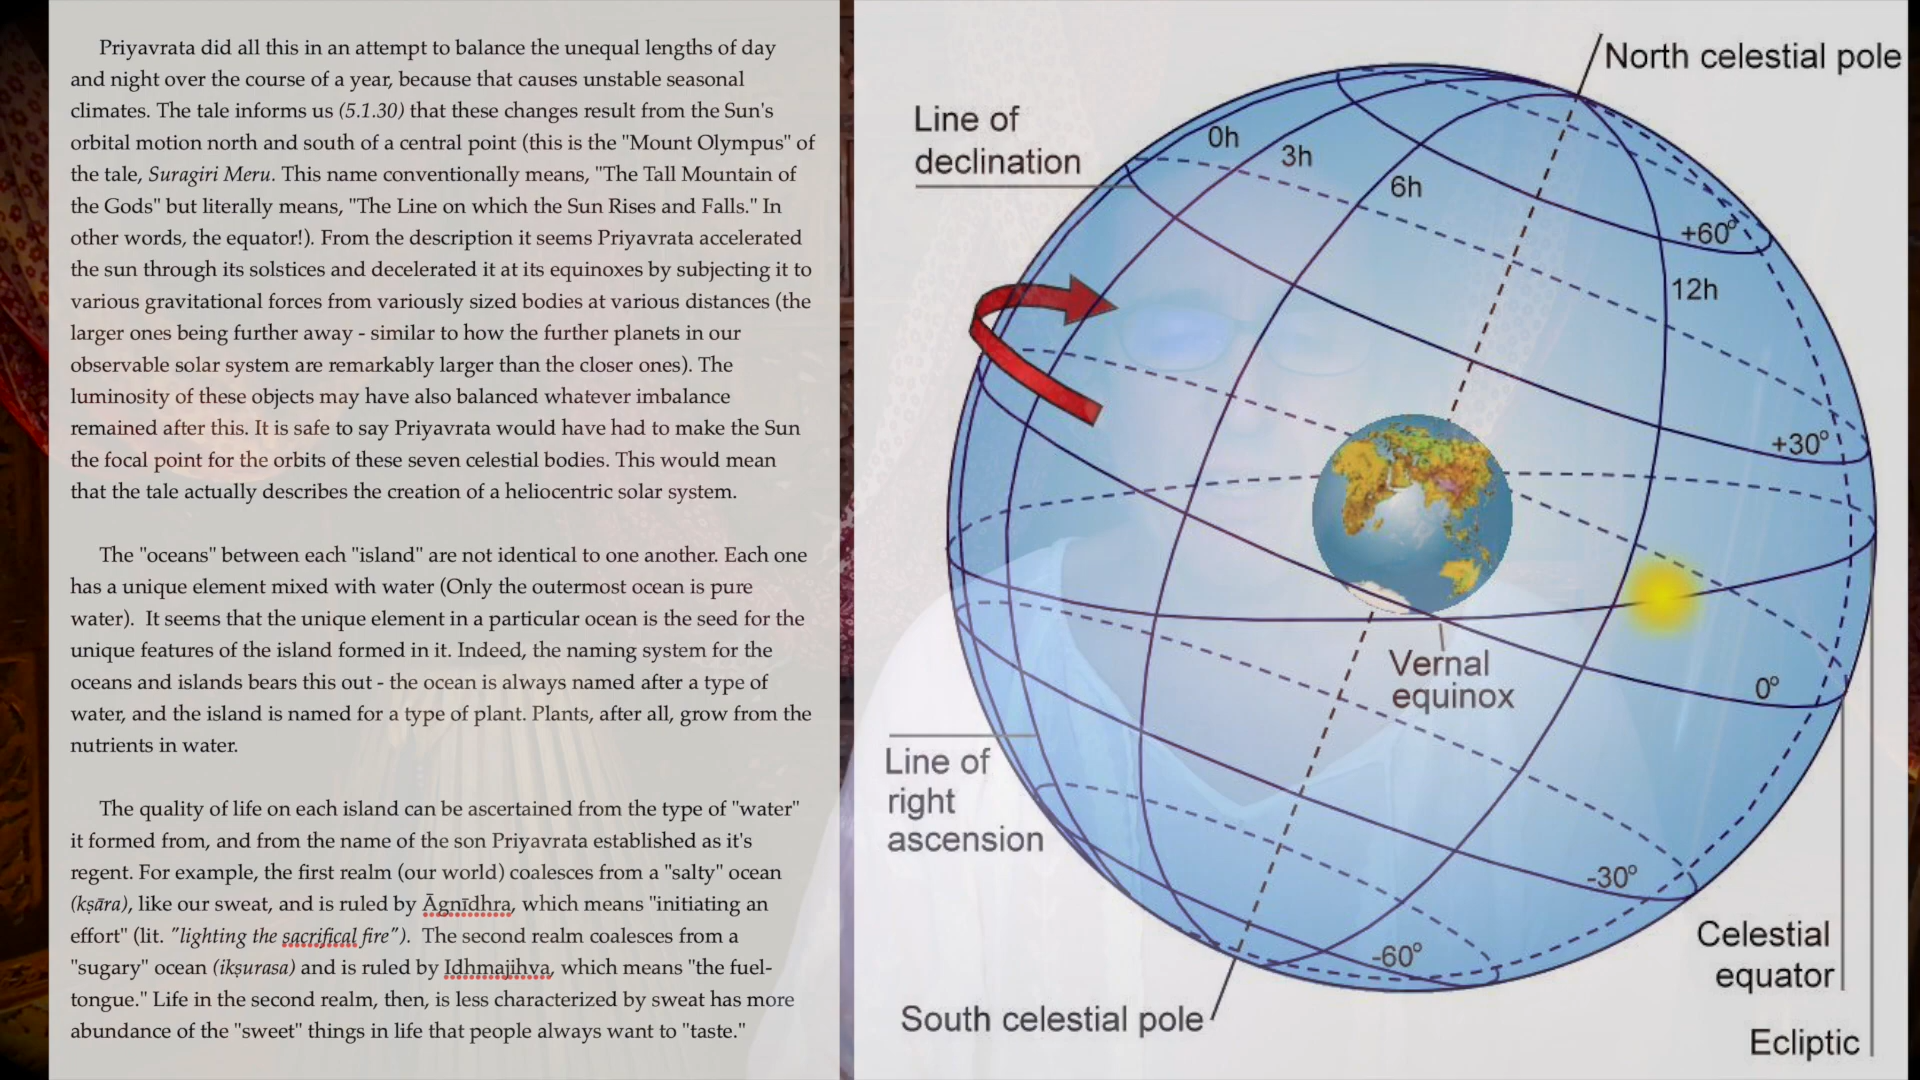 Priyavrata did all this in an attempt to balance the unequal lengths of day
and night over the course of a year, because that causes unstable seasonal
climates. The tale informs us (5.1.30) that these changes result from the Sun's
orbital motion north and south of a central point (this is the "Mount Olympus" of
the tale, Suragiri Meru. This name conventionally means, "The Tall Mountain of
the Gods" but literally means, "The Line on which the Sun Rises and Falls." In
other words, the equator!). From the description it seems Priyavrata accelerated
the sun through its solstices and decelerated it at its equinoxes by subjecting it to
various gravitational forces from variously sized bodies at various distances (the
larger ones being further away - similar to how the further planets in our
observable solar system are remarkably larger than the closer ones). The
luminosity of these objects may have also balanced whatever imbalance
remained after this. It is safe to say Priyavrata would have had to make the Sun
the focal point for the orbits of these seven celestial bodies. This would mean
that the tale actually describes the creation of a heliocentric solar system.
The "oceans" between each "island" are not identical to one another. Each one
has a unique element mixed with water (Only the outermost ocean is pure
water).  It seems that the unique element in a particular ocean is the seed for the
unique features of the island formed in it. Indeed, the naming system for the
oceans and islands bears this out - the ocean is always named after a type of
water, and the island is named for a type of plant. Plants, after all, grow from the
nutrients in water.
The quality of life on each island can be ascertained from the type of "water"
it formed from, and from the name of the son Priyavrata established as it's
regent. For example, the first realm (our world) coalesces from a "salty" ocean
(kṣāra), like our sweat, and is ruled by Āgnīdhra, which means "initiating an
effort" (lit. "lighting the sacrifical fire").  The second realm coalesces from a
"sugary" ocean (ikṣurasa) and is ruled by Idhmajihva, which means "the fuel-
tongue." Life in the second realm, then, is less characterized by sweat has more
abundance of the "sweet" things in life that people always want to "taste."
North celestial pole
Line of
declination
0h
3h
6h
+60°
12h
+30°
Vernal
equinox
0°
Line of
right
ascension
-30°
-60°
Celestial
equator
South celestial pole
Ecliptic